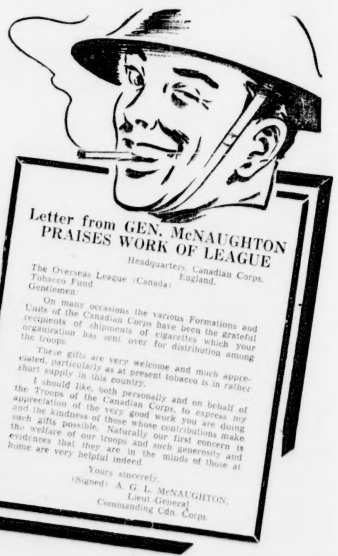 Letter from GEN. McNAUGHTON
PRAISES WORK OF LEAGUE
Headquarters, Canadian Corps,
England.
The Overseas League (Canada)
Tobacco Fund
Gentlemen:
On many occasions the various Formations and
Units of the Canadian Corps have been the grateful
recipients of shipments of cigarettes which your
organization has sent over for distribution among
the troops.
These gifts are very welcome and much appre-
ciated, particularly as at present tobacco is in rather
short supply in this country.
I should like, both personally and on behalf of
the Troops of the Canadian Corps, to express my
appreciation of the very good work you are doing
and the kindness of those whose contributions make
such gifts possible. Naturally our first concern is
the welfare of our troops and such generosity and
evidences that they are in the minds of those at
home are very helpful indeed.
Yours sincerely,
(Signed) A. G. L. McNAUGHTON,
Lieut.-General
Commanding Cdn. Corps